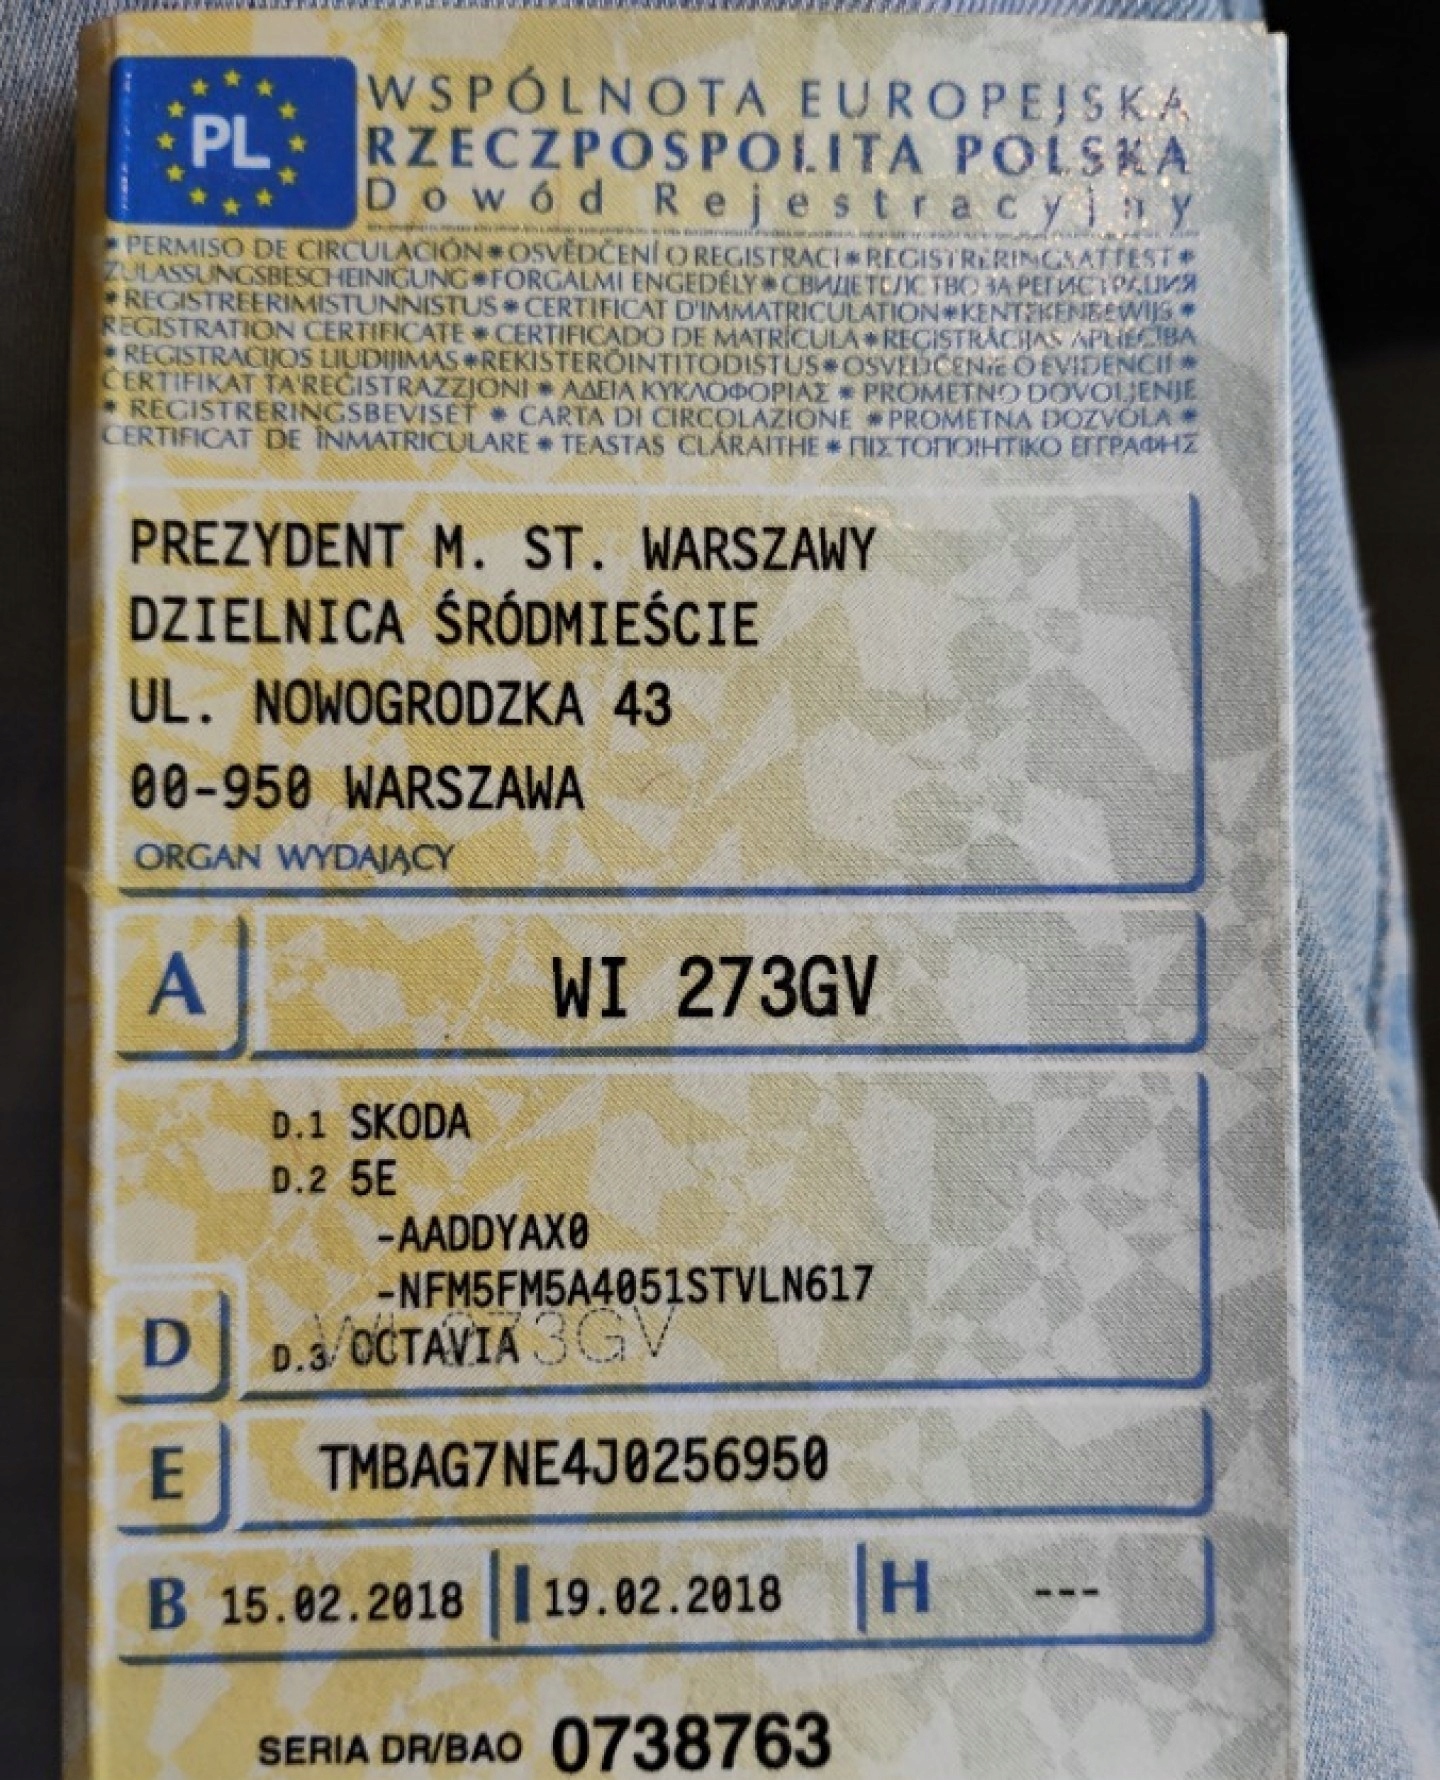 PL
WSPÓLNOTA EUROPEJSKA
RZECZPOSPOLITA POLSKA
Dowód Rejestracyjny
* PERMISO DE CIRCULACIÓN * OSVĚDČENÍ O REGISTRACI * REGISTRERINGSATTEST *
ZULASSUNGSBESCHEINIGUNG * FORGALMI ENGEDÉLY * СВИДЕТЕЛСТВО ЗА РЕГИСТРАЦИЯ
* REGISTREERIMISTUNNISTUS * CERTIFICAT D'IMMATRICULATION * KENTEKENBEWIJS *
REGISTRATION CERTIFICATE * CERTIFICADO DE MATRÍCULA * REGISTRĀCIJAS APLIECĪBA
* REGISTRACIJOS LIUDIJIMAS * REKISTERÖINTITODISTUS * OSVEDČENIE O EVIDENCII *
ĊERTIFIKAT TA'REĠISTRAZZJONI * ΑΔΕΙΑ ΚΥΚΛΟΦΟΡΙΑΣ * PROMETNO DOVOLJENJE
* REGISTRERINGSBEVISET * CARTA DI CIRCOLAZIONE * PROMETNA DOZVOLA *
CERTIFICAT DE ÎNMATRICULARE * TEASTAS CLÁRAITHE * ΠΙΣΤΟΠΟΙΗΤΙΚΟ ΕΓΓΡΑΦΗΣ
PREZYDENT M. ST. WARSZAWY
DZIELNICA ŚRÓDMIEŚCIE
UL. NOWOGRODZKA 43
00-950 WARSZAWA
ORGAN WYDAJĄCY
A WI 273GV
D.1 SKODA
D.2 5E
-AADDYAX0
-NFM5FM5A4051STVLN617
D D.3 OCTAVIA
WI 273GV
E TMBAG7NE4J0256950
B 15.02.2018 I 19.02.2018 H ---
SERIA DR/BAO 0738763